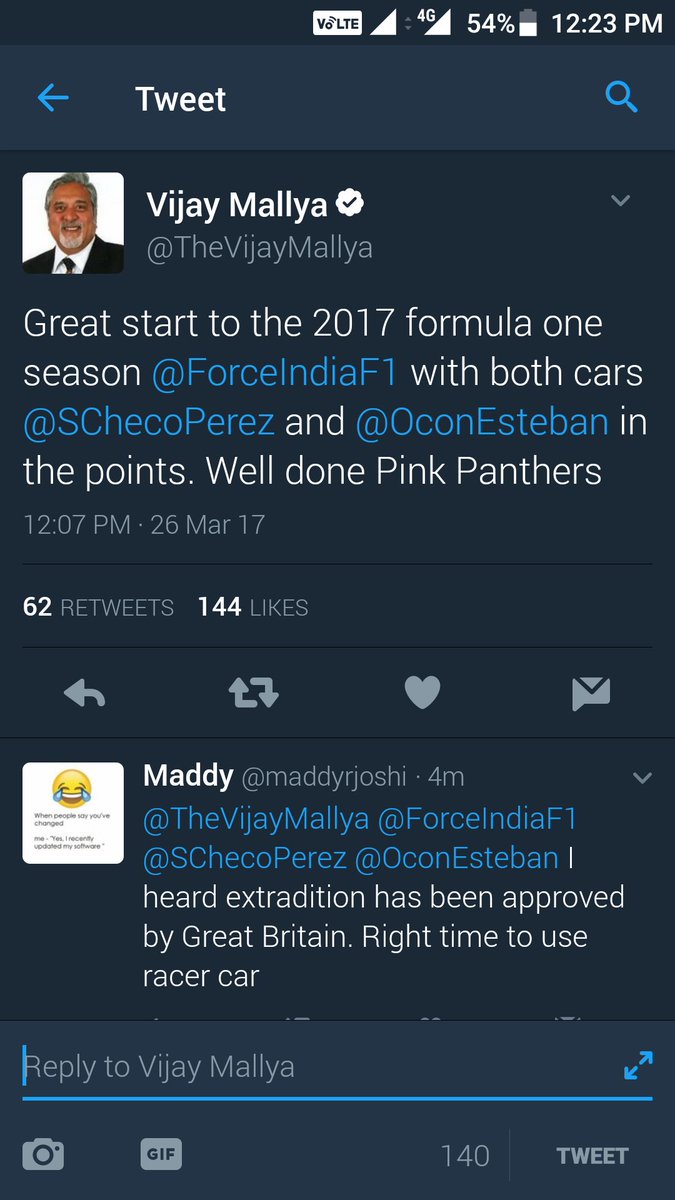 VoLTE 4G 54% 12:23 PM
Tweet
Vijay Mallya
@TheVijayMallya
Great start to the 2017 formula one
season @ForceIndiaF1 with both cars
@SChecoPerez and @OconEsteban in
the points. Well done Pink Panthers
12:07 PM · 26 Mar 17
62 RETWEETS 144 LIKES
Maddy @maddyrjoshi · 4m
When people say you've
changed
me - "Yes, I recently
updated my software "
@TheVijayMallya @ForceIndiaF1
@SChecoPerez @OconEsteban I
heard extradition has been approved
by Great Britain. Right time to use
racer car
Reply to Vijay Mallya
GIF 140 TWEET